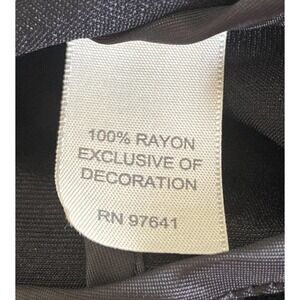 100% RAYON
EXCLUSIVE OF
DECORATION
RN 97641